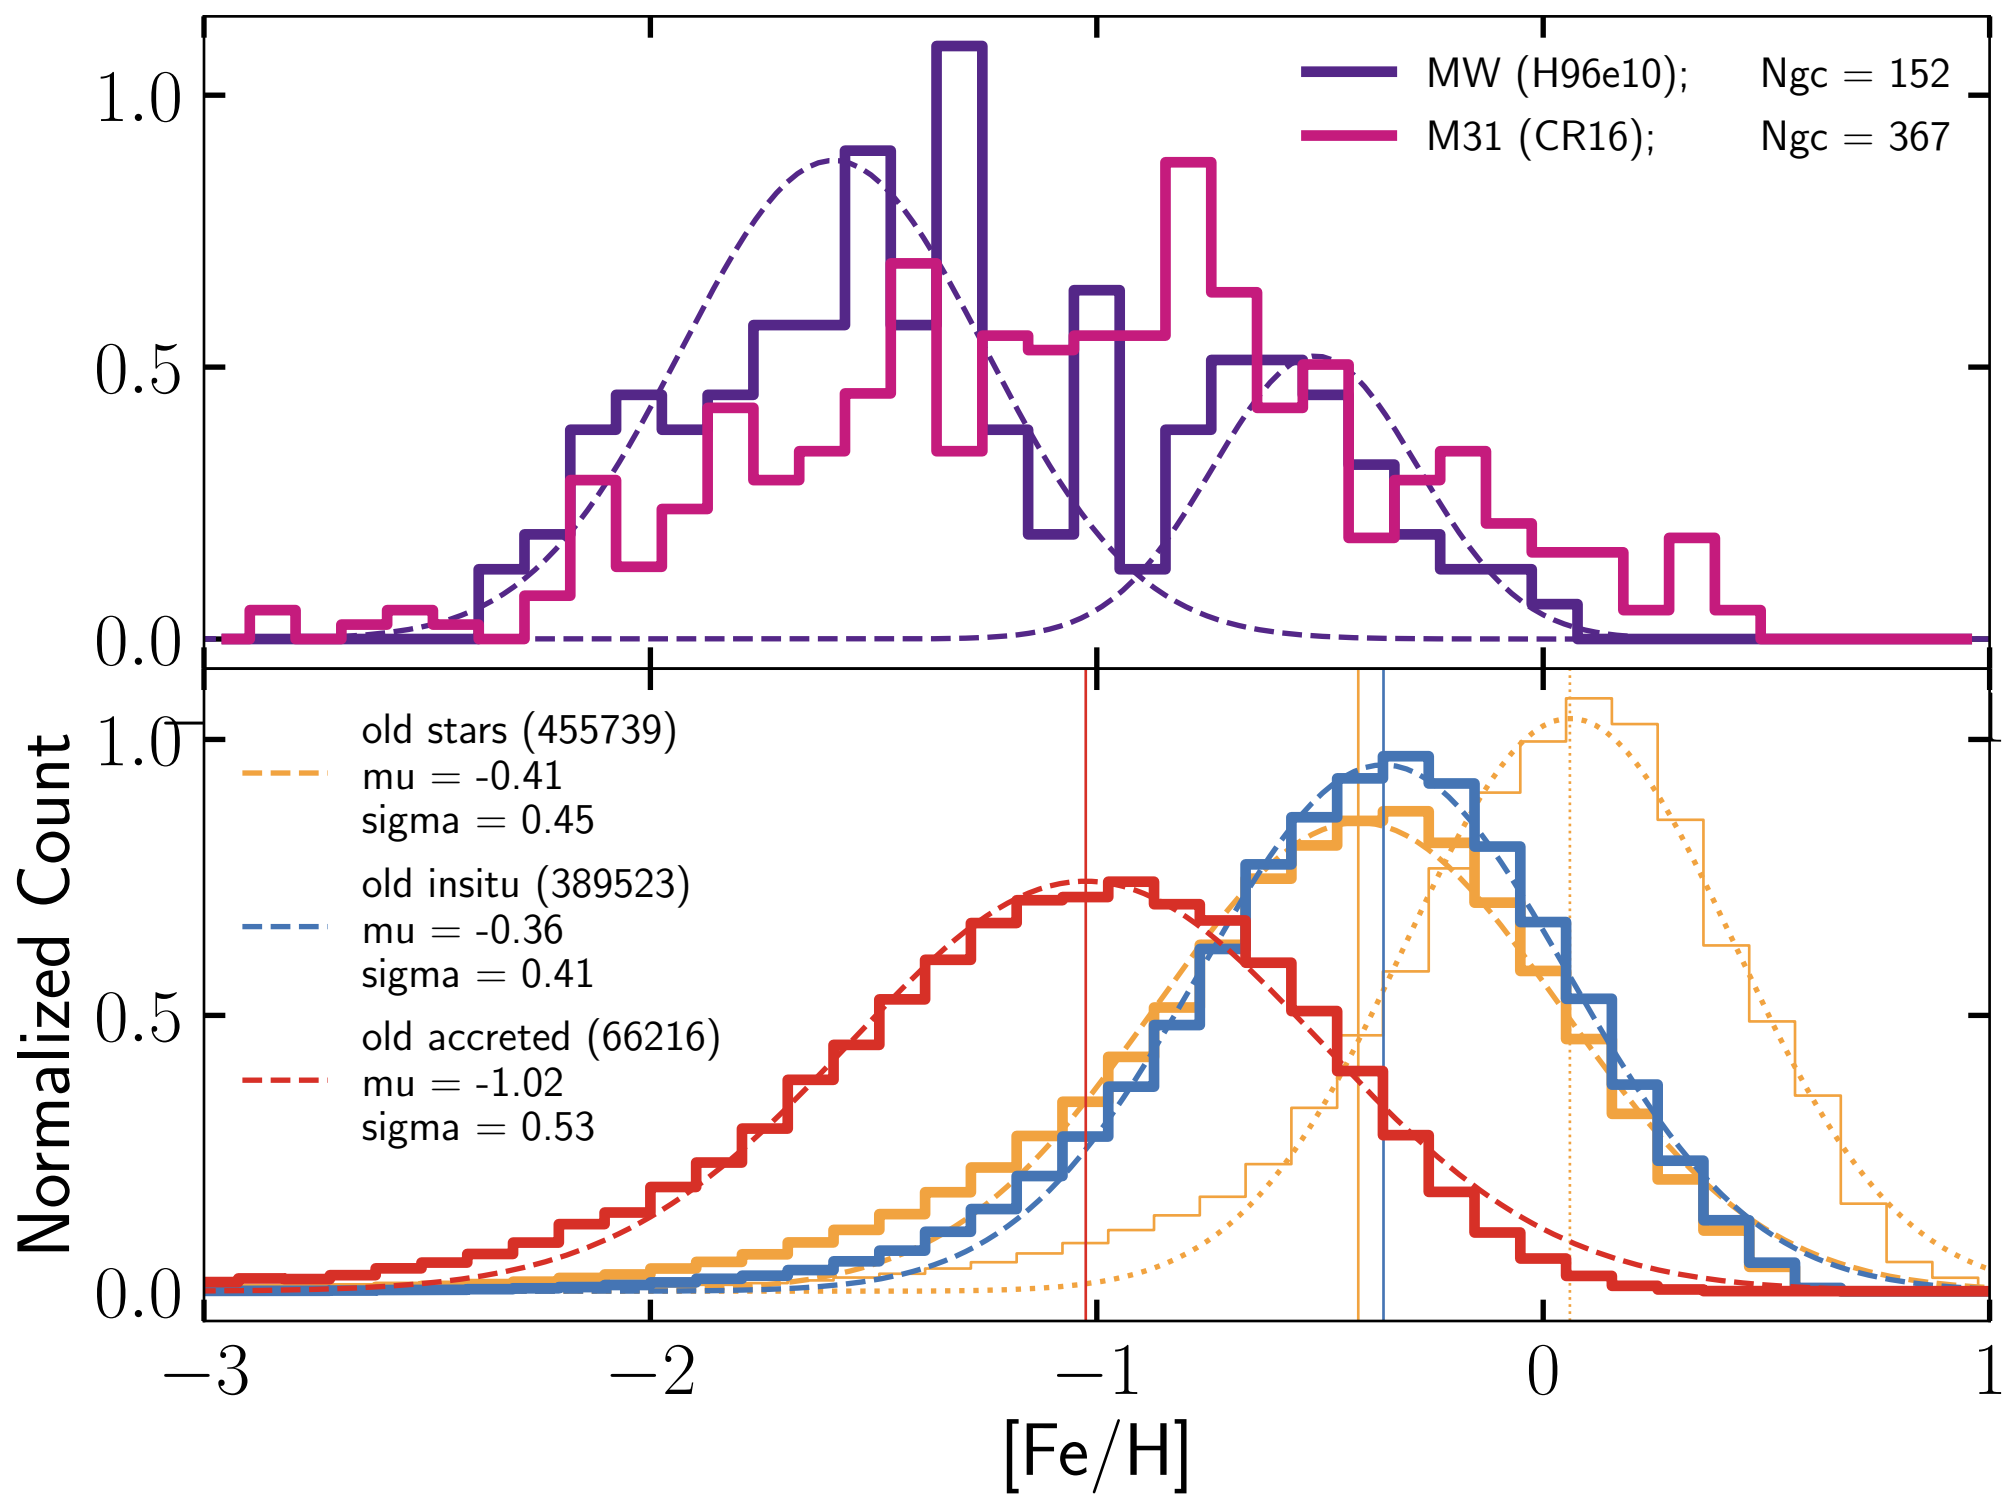 1.0
MW (H96e10); Ngc = 152
M31 (CR16); Ngc = 367
0.5
0.0
Normalized Count
1.0
old stars (455739)
mu = -0.41
sigma = 0.45
old insitu (389523)
mu = -0.36
sigma = 0.41
0.5
old accreted (66216)
mu = -1.02
sigma = 0.53
0.0
−3 −2 −1 0 1
[Fe/H]